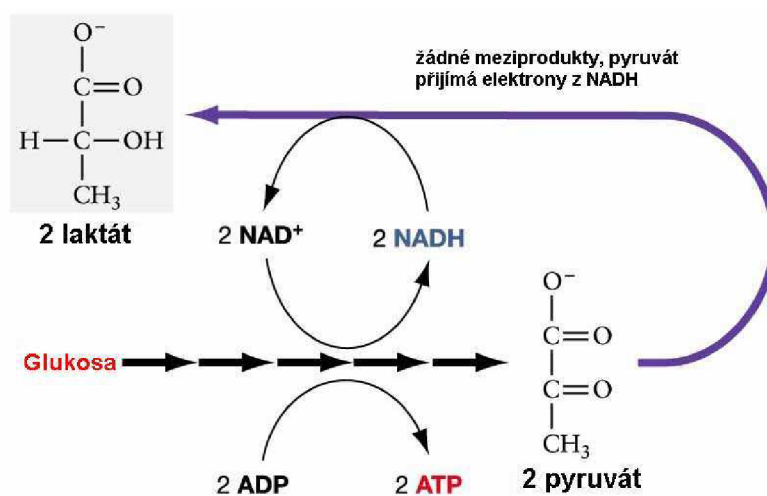 O⁻
C=O
H–C–OH
CH₃
2 laktát
žádné meziprodukty, pyruvát
přijímá elektrony z NADH
2 NAD⁺
2 NADH
O⁻
C=O
C=O
CH₃
Glukosa
2 ADP
2 ATP
2 pyruvát